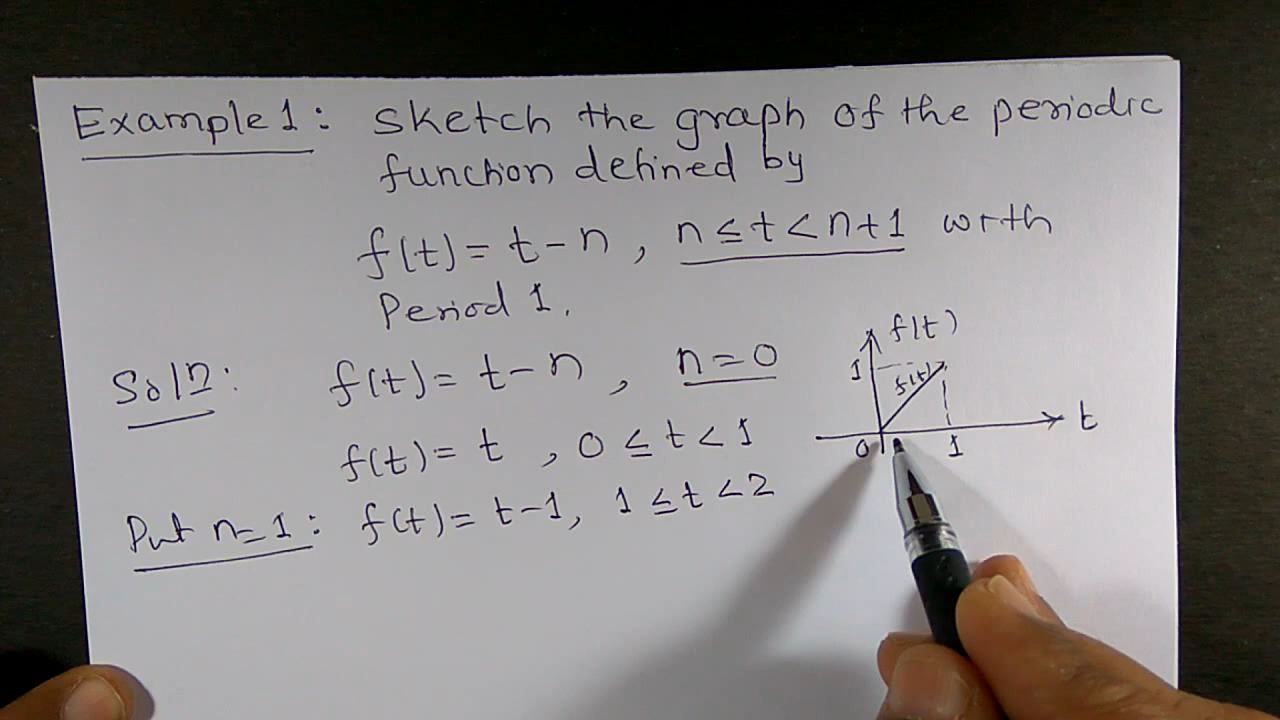 Example 1: Sketch the graph of the periodic
function defined by
f(t) = t - n , n ≤ t < n+1 with
Period 1.
Soln: f(t) = t - n , n = 0
f(t) = t , 0 ≤ t < 1
Put n = 1 : f(t) = t - 1, 1 ≤ t < 2
f(t)
1
f(t)
t
0 1